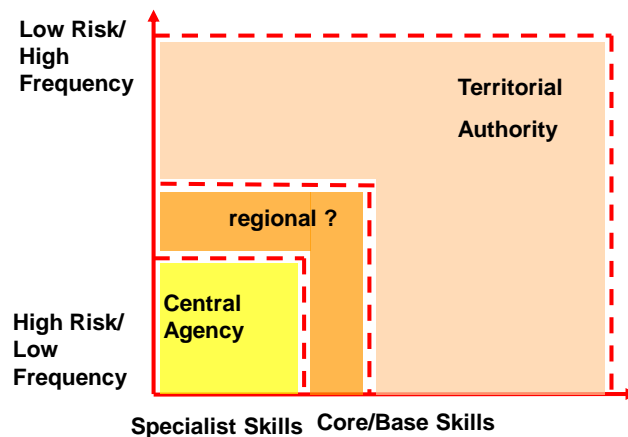 Low Risk/
High
Frequency
Territorial
Authority
regional ?
Central
Agency
High Risk/
Low
Frequency
Specialist Skills
Core/Base Skills